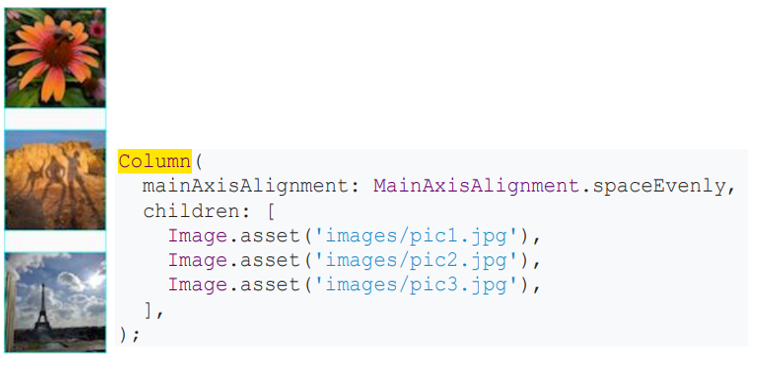 Column(
  mainAxisAlignment: MainAxisAlignment.spaceEvenly,
  children: [
    Image.asset('images/pic1.jpg'),
    Image.asset('images/pic2.jpg'),
    Image.asset('images/pic3.jpg'),
  ],
);